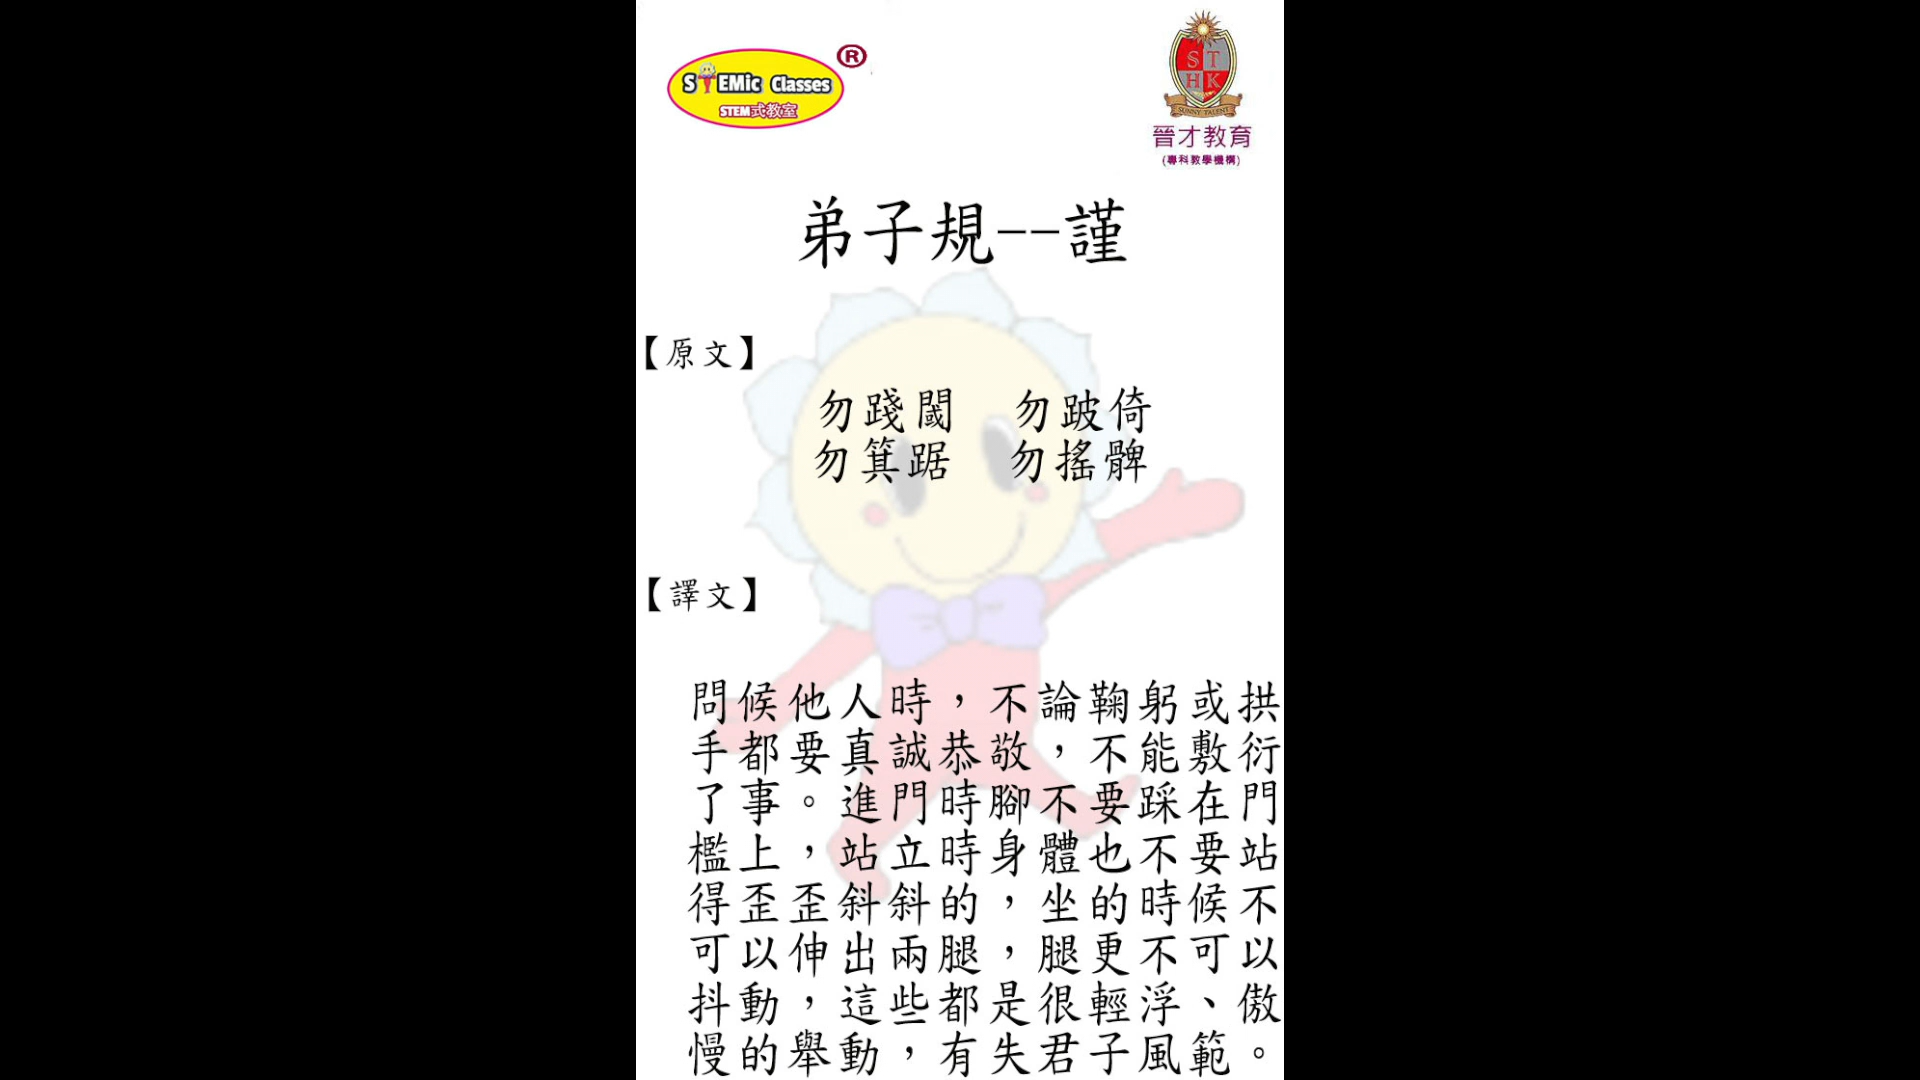 STEMic Classes ®
STEM式教室
ST
HK
SUNNY TALENT
晉才教育
(專科教學機構)
弟子規--謹
【原文】
勿踐閾 勿跛倚
勿箕踞 勿搖髀
【譯文】
問候他人時，不論鞠躬或拱
手都要真誠恭敬，不能敷衍
了事。進門時腳不要踩在門
檻上，站立時身體也不要站
得歪歪斜斜的，坐的時候不
可以伸出兩腿，腿更不可以
抖動，這些都是很輕浮、傲
慢的舉動，有失君子風範。